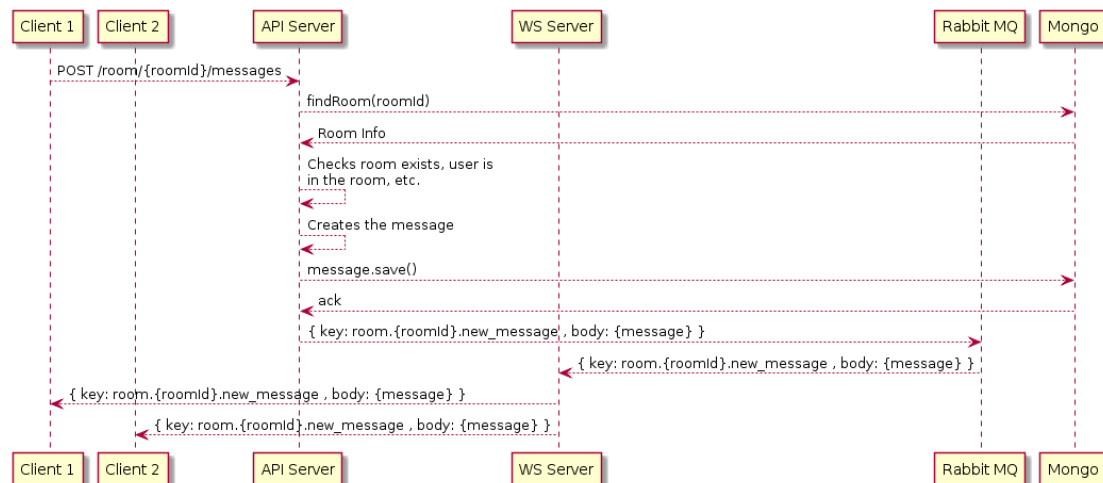 Client 1
Client 2
API Server
WS Server
Rabbit MQ
Mongo
POST /room/{roomId}/messages
findRoom(roomId)
Room Info
Checks room exists, user is
in the room, etc.
Creates the message
message.save()
ack
{ key: room.{roomId}.new_message , body: {message} }
{ key: room.{roomId}.new_message , body: {message} }
{ key: room.{roomId}.new_message , body: {message} }
{ key: room.{roomId}.new_message , body: {message} }
Client 1
Client 2
API Server
WS Server
Rabbit MQ
Mongo